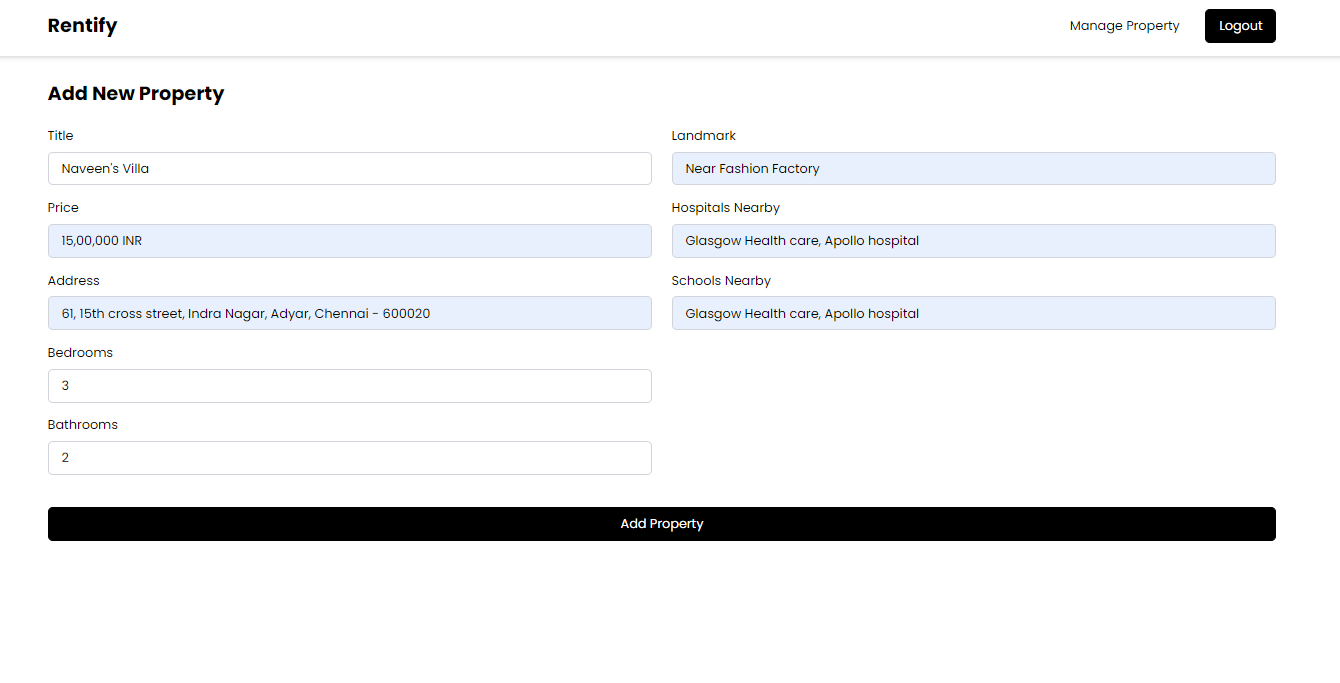 Rentify
Manage Property
Logout
Add New Property
Title
Naveen's Villa
Price
15,00,000 INR
Address
61, 15th cross street, Indra Nagar, Adyar, Chennai - 600020
Bedrooms
3
Bathrooms
2
Landmark
Near Fashion Factory
Hospitals Nearby
Glasgow Health care, Apollo hospital
Schools Nearby
Glasgow Health care, Apollo hospital
Add Property